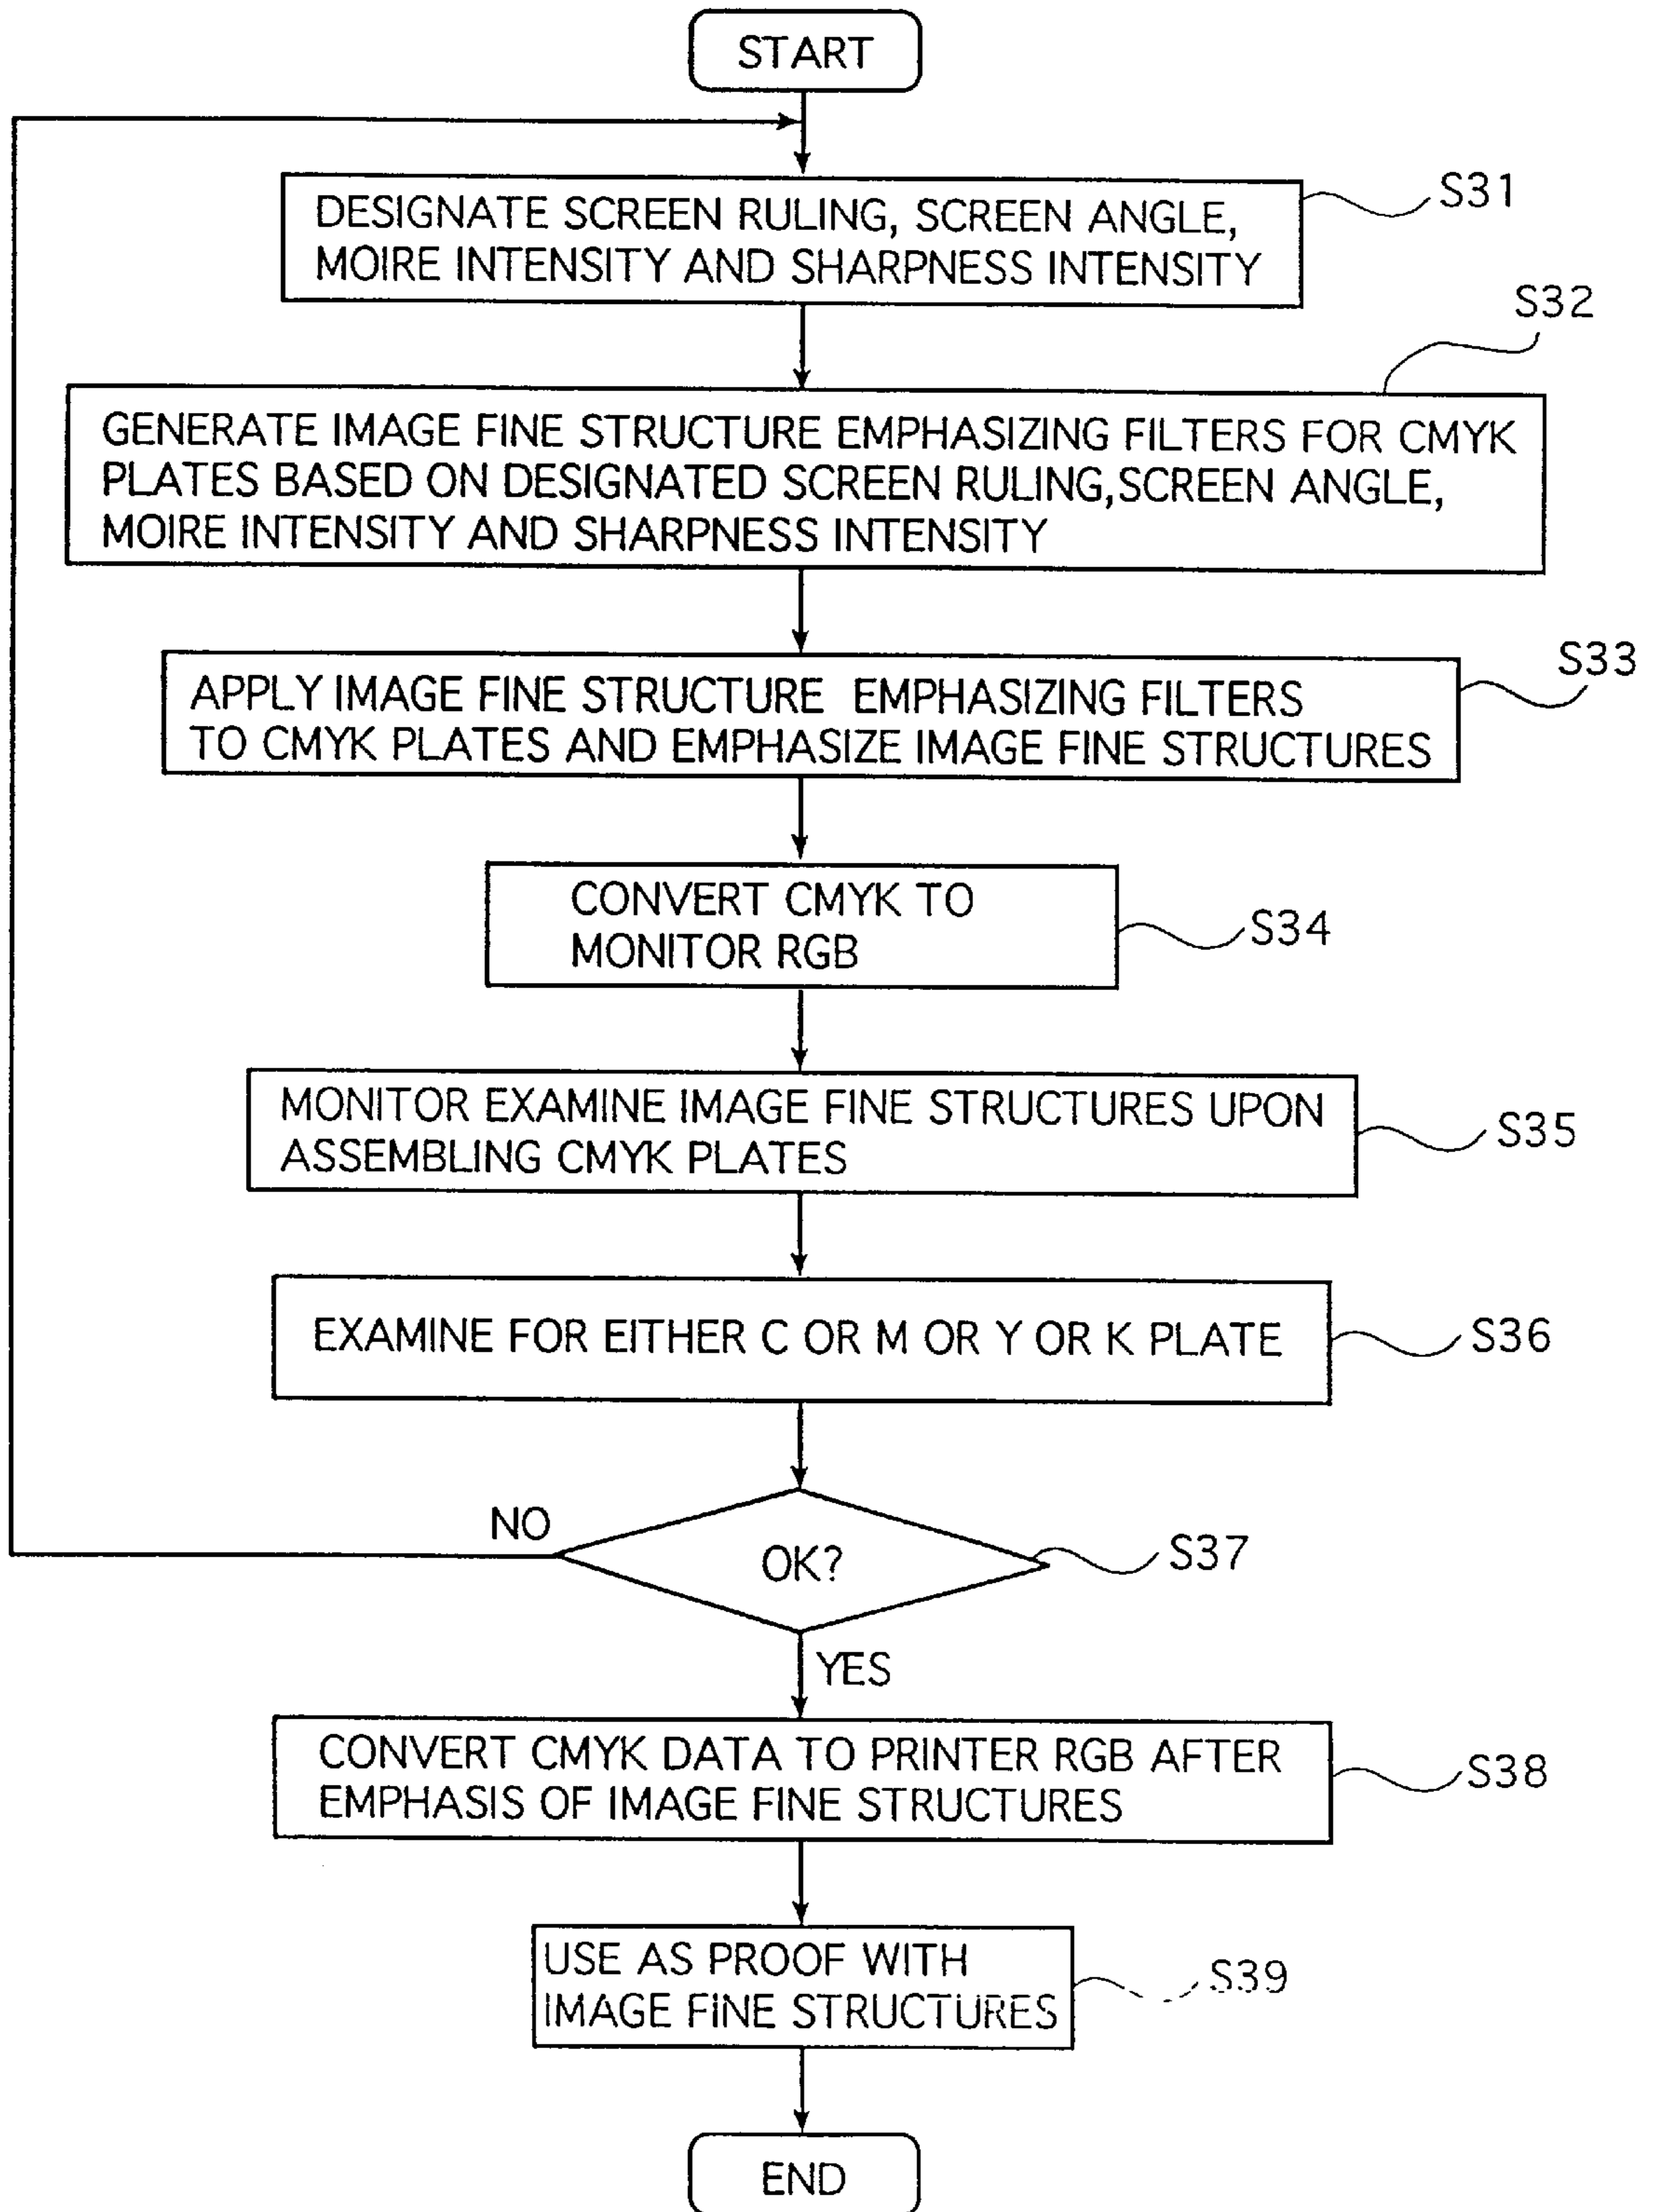 START
DESIGNATE SCREEN RULING, SCREEN ANGLE,
MOIRE INTENSITY AND SHARPNESS INTENSITY
S31
S32
GENERATE IMAGE FINE STRUCTURE EMPHASIZING FILTERS FOR CMYK
PLATES BASED ON DESIGNATED SCREEN RULING,SCREEN ANGLE,
MOIRE INTENSITY AND SHARPNESS INTENSITY
S33
APPLY IMAGE FINE STRUCTURE EMPHASIZING FILTERS
TO CMYK PLATES AND EMPHASIZE IMAGE FINE STRUCTURES
CONVERT CMYK TO
MONITOR RGB
S34
MONITOR EXAMINE IMAGE FINE STRUCTURES UPON
ASSEMBLING CMYK PLATES
S35
EXAMINE FOR EITHER C OR M OR Y OR K PLATE
S36
NO
OK?
S37
YES
CONVERT CMYK DATA TO PRINTER RGB AFTER
EMPHASIS OF IMAGE FINE STRUCTURES
S38
USE AS PROOF WITH
IMAGE FINE STRUCTURES
S39
END